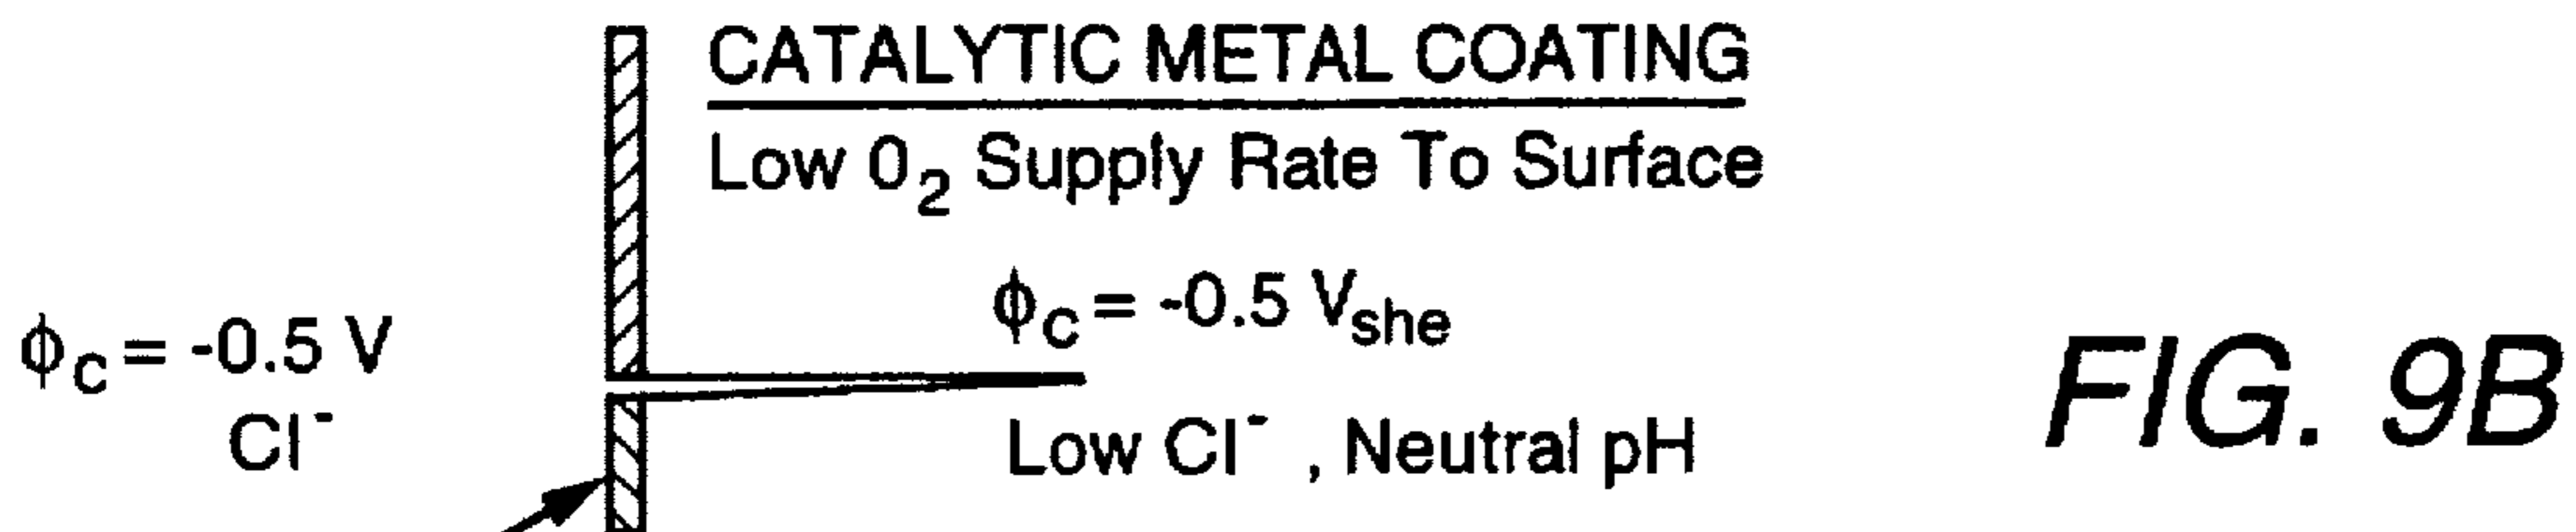 CATALYTIC METAL COATING
Low O₂ Supply Rate To Surface
ϕc = -0.5 Vshe
ϕc = -0.5 V
Cl⁻
Low Cl⁻ , Neutral pH
FIG. 9B